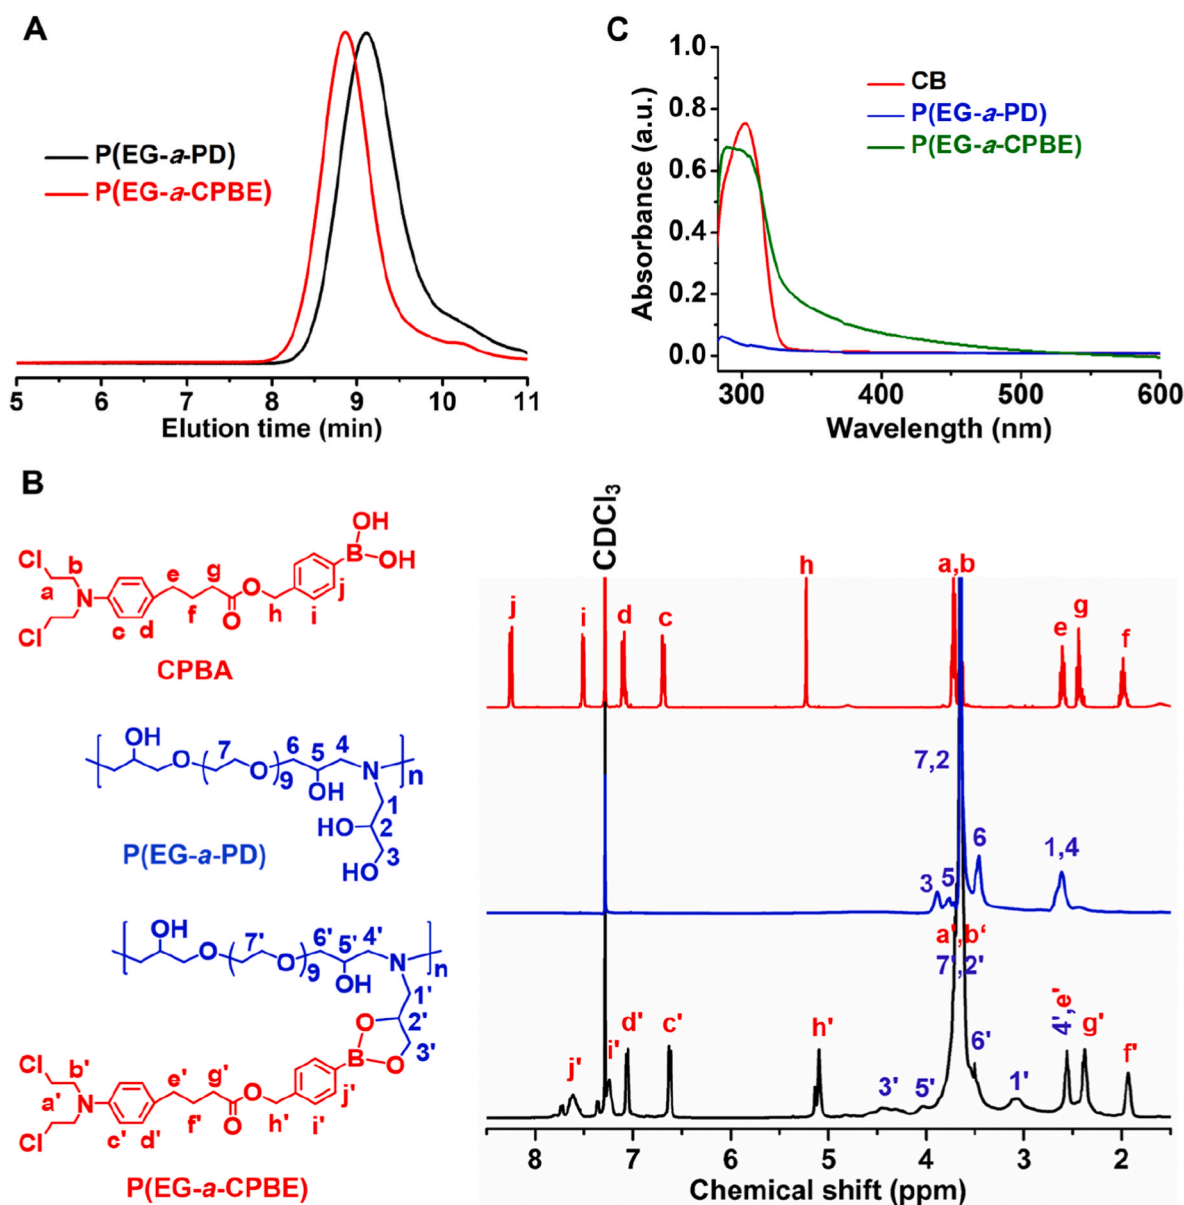 A
P(EG-a-PD)
P(EG-a-CPBE)
5 6 7 8 9 10 11
Elution time (min)
C
CB
P(EG-a-PD)
P(EG-a-CPBE)
1.0
0.8
0.6
0.4
0.2
0.0
Absorbance (a.u.)
300 400 500 600
Wavelength (nm)
B
OH
B OH
Cl b e g j
a N O
f O h i
Cl c d
CPBA
OH 7 6 5 4
O O 9 N n
OH 1
HO 2
3
HO
P(EG-a-PD)
OH 7' 6' 5' 4'
O O 9 N n
OH 1'
O 2'
3'
B O
Cl b' e' g' j'
a' N O
f' O h' i'
Cl c' d'
P(EG-a-CPBE)
CDCl₃
j i d c h a,b e g f
7,2
3 5 6 1,4
a',b‘
7',2'
j' i' d' c' h' 3' 5' 6' 1' 4',e' g' f'
8 7 6 5 4 3 2
Chemical shift (ppm)